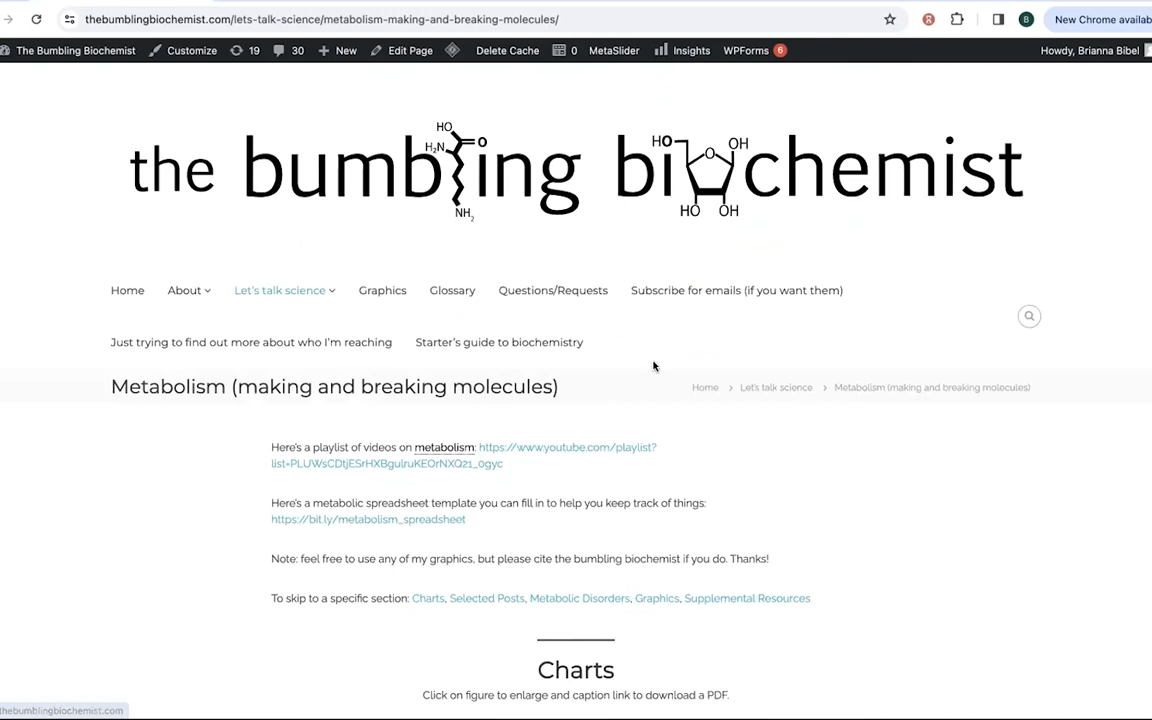 thebumblingbiochemist.com/lets-talk-science/metabolism-making-and-breaking-molecules/
B
New Chrome availab
The Bumbling Biochemist Customize 19 30 New Edit Page Delete Cache 0 MetaSlider Insights WPForms 6 Howdy, Brianna Bibel
the bumbling biochemist
HO O H₂N NH₂
HO OH HO OH
Home About Let's talk science Graphics Glossary Questions/Requests Subscribe for emails (if you want them)
Just trying to find out more about who I'm reaching Starter's guide to biochemistry
Metabolism (making and breaking molecules)
Home › Let's talk science › Metabolism (making and breaking molecules)
Here's a playlist of videos on metabolism: https://www.youtube.com/playlist?
list=PLUWsCDtjESrHXBgulruKEOrNXQ21_0gyc
Here's a metabolic spreadsheet template you can fill in to help you keep track of things:
https://bit.ly/metabolism_spreadsheet
Note: feel free to use any of my graphics, but please cite the bumbling biochemist if you do. Thanks!
To skip to a specific section: Charts, Selected Posts, Metabolic Disorders, Graphics, Supplemental Resources
Charts
Click on figure to enlarge and caption link to download a PDF.
thebumblingbiochemist.com